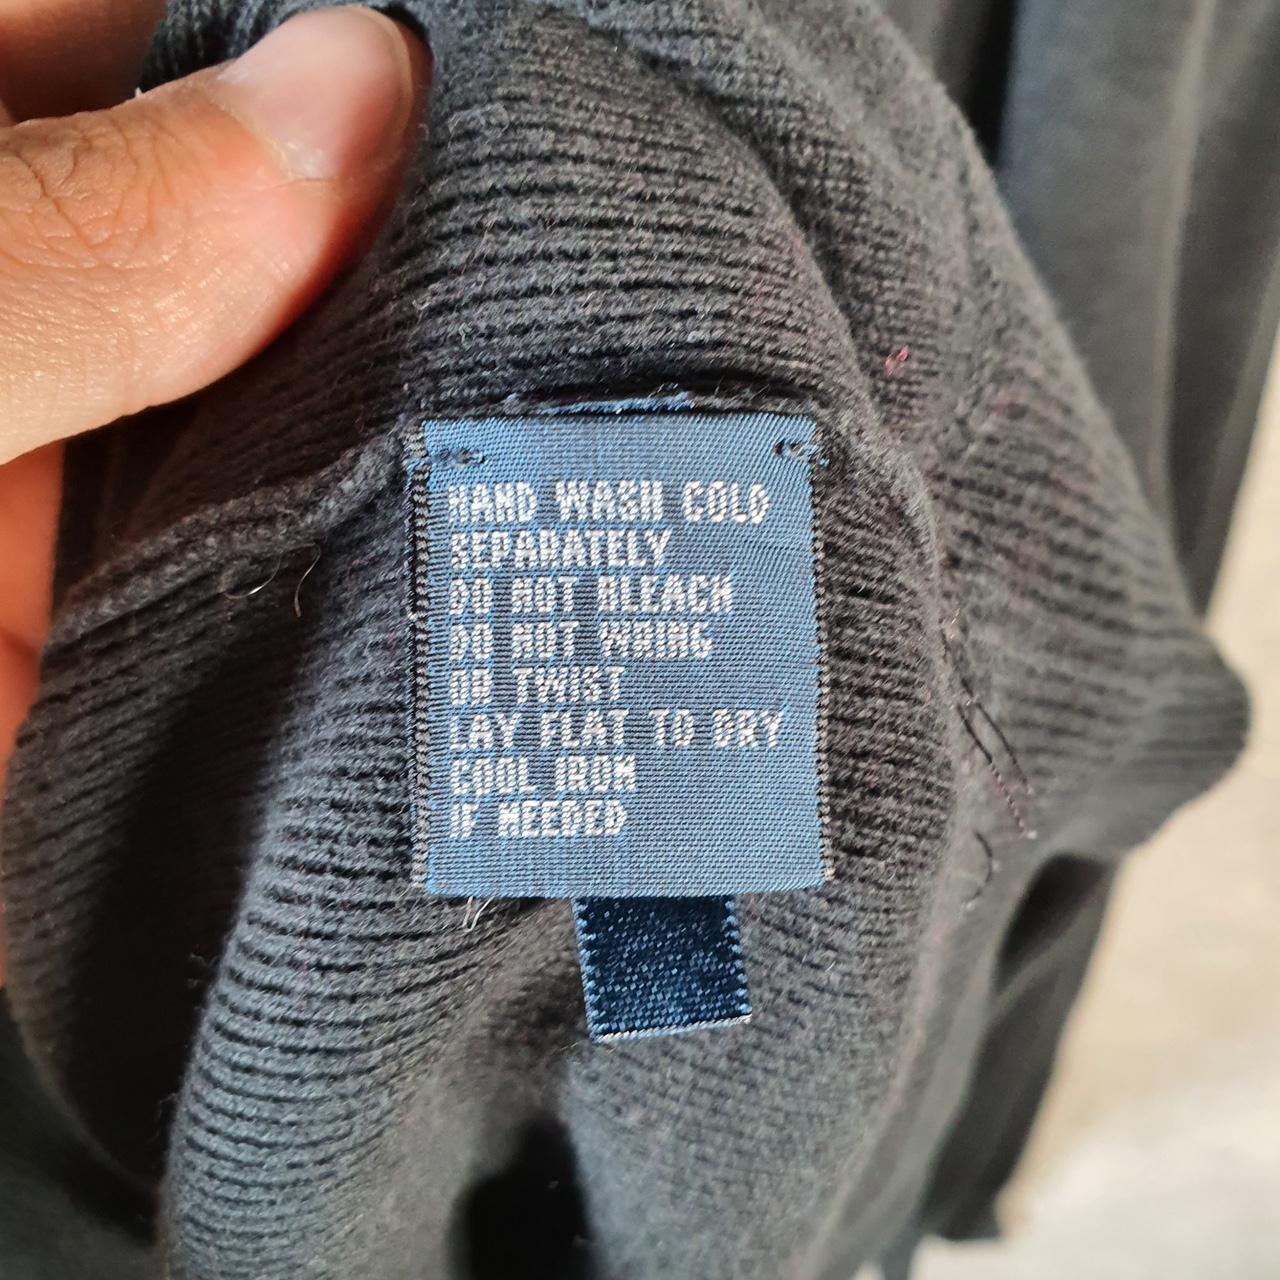 HAND WASH COLD
SEPARATELY
DO NOT BLEACH
DO NOT WRING
OR TWIST
LAY FLAT TO DRY
COOL IRON
IF NEEDED